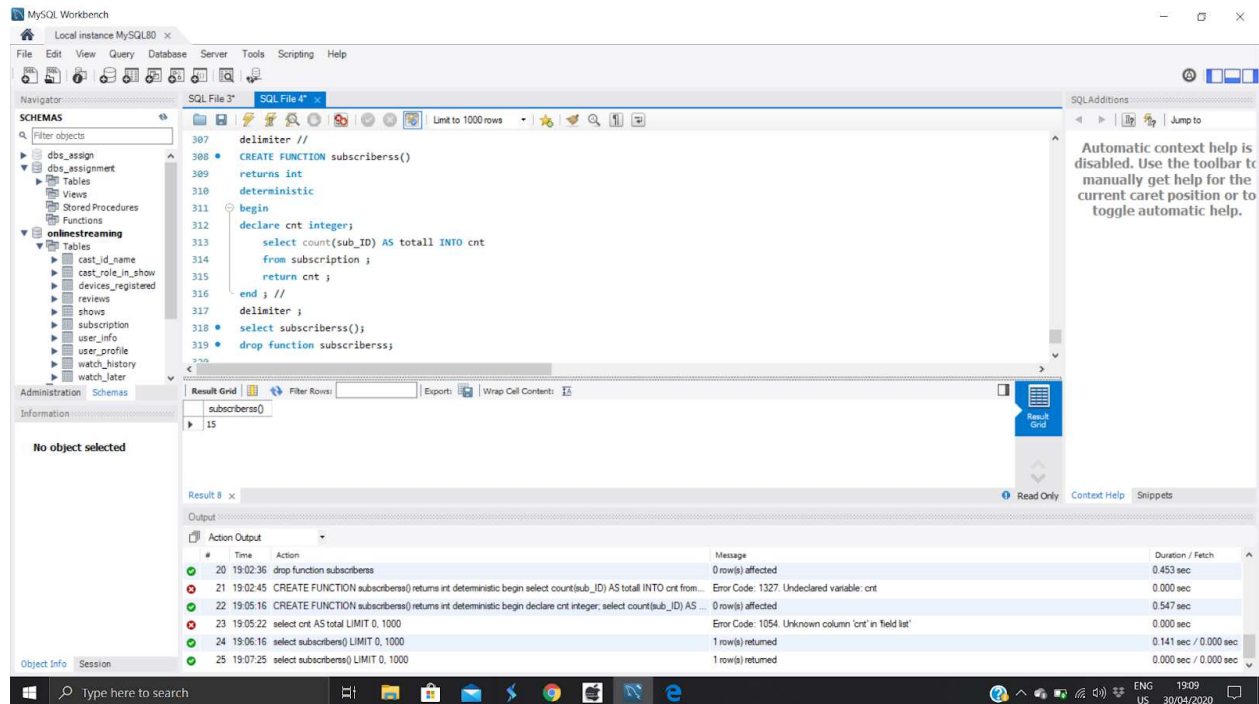 MySQL Workbench
Local instance MySQL80
File Edit View Query Database Server Tools Scripting Help
Navigator
SCHEMAS
Filter objects
dbs_assign
dbs_assignment
Tables
Views
Stored Procedures
Functions
onlinestreaming
Tables
cast_id_name
cast_role_in_show
devices_registered
reviews
shows
subscription
user_info
user_profile
watch_history
watch_later
Administration Schemas
Information
No object selected
Object Info Session
SQL File 3* SQL File 4*
Limit to 1000 rows
307 delimiter //
308 CREATE FUNCTION subscriberss()
309 returns int
310 deterministic
311 begin
312 declare cnt integer;
313 select count(sub_ID) AS totall INTO cnt
314 from subscription ;
315 return cnt ;
316 end ; //
317 delimiter ;
318 select subscriberss();
319 drop function subscriberss;
320
Result Grid Filter Rows: Export: Wrap Cell Content:
subscriberss()
15
Result Grid
Result 8 Read Only
SQLAdditions
Jump to
Automatic context help is
disabled. Use the toolbar to
manually get help for the
current caret position or to
toggle automatic help.
Context Help Snippets
Output
Action Output
# Time Action Message Duration / Fetch
20 19:02:36 drop function subscriberss 0 row(s) affected 0.453 sec
21 19:02:45 CREATE FUNCTION subscriberss() returns int deterministic begin select count(sub_ID) AS totall INTO cnt from... Error Code: 1327. Undeclared variable: cnt 0.000 sec
22 19:05:16 CREATE FUNCTION subscriberss() returns int deterministic begin declare cnt integer; select count(sub_ID) AS ... 0 row(s) affected 0.547 sec
23 19:05:22 select cnt AS total LIMIT 0, 1000 Error Code: 1054. Unknown column 'cnt' in 'field list' 0.000 sec
24 19:06:16 select subscribers() LIMIT 0, 1000 1 row(s) returned 0.141 sec / 0.000 sec
25 19:07:25 select subscriberss() LIMIT 0, 1000 1 row(s) returned 0.000 sec / 0.000 sec
Type here to search
ENG 19:09
US 30/04/2020